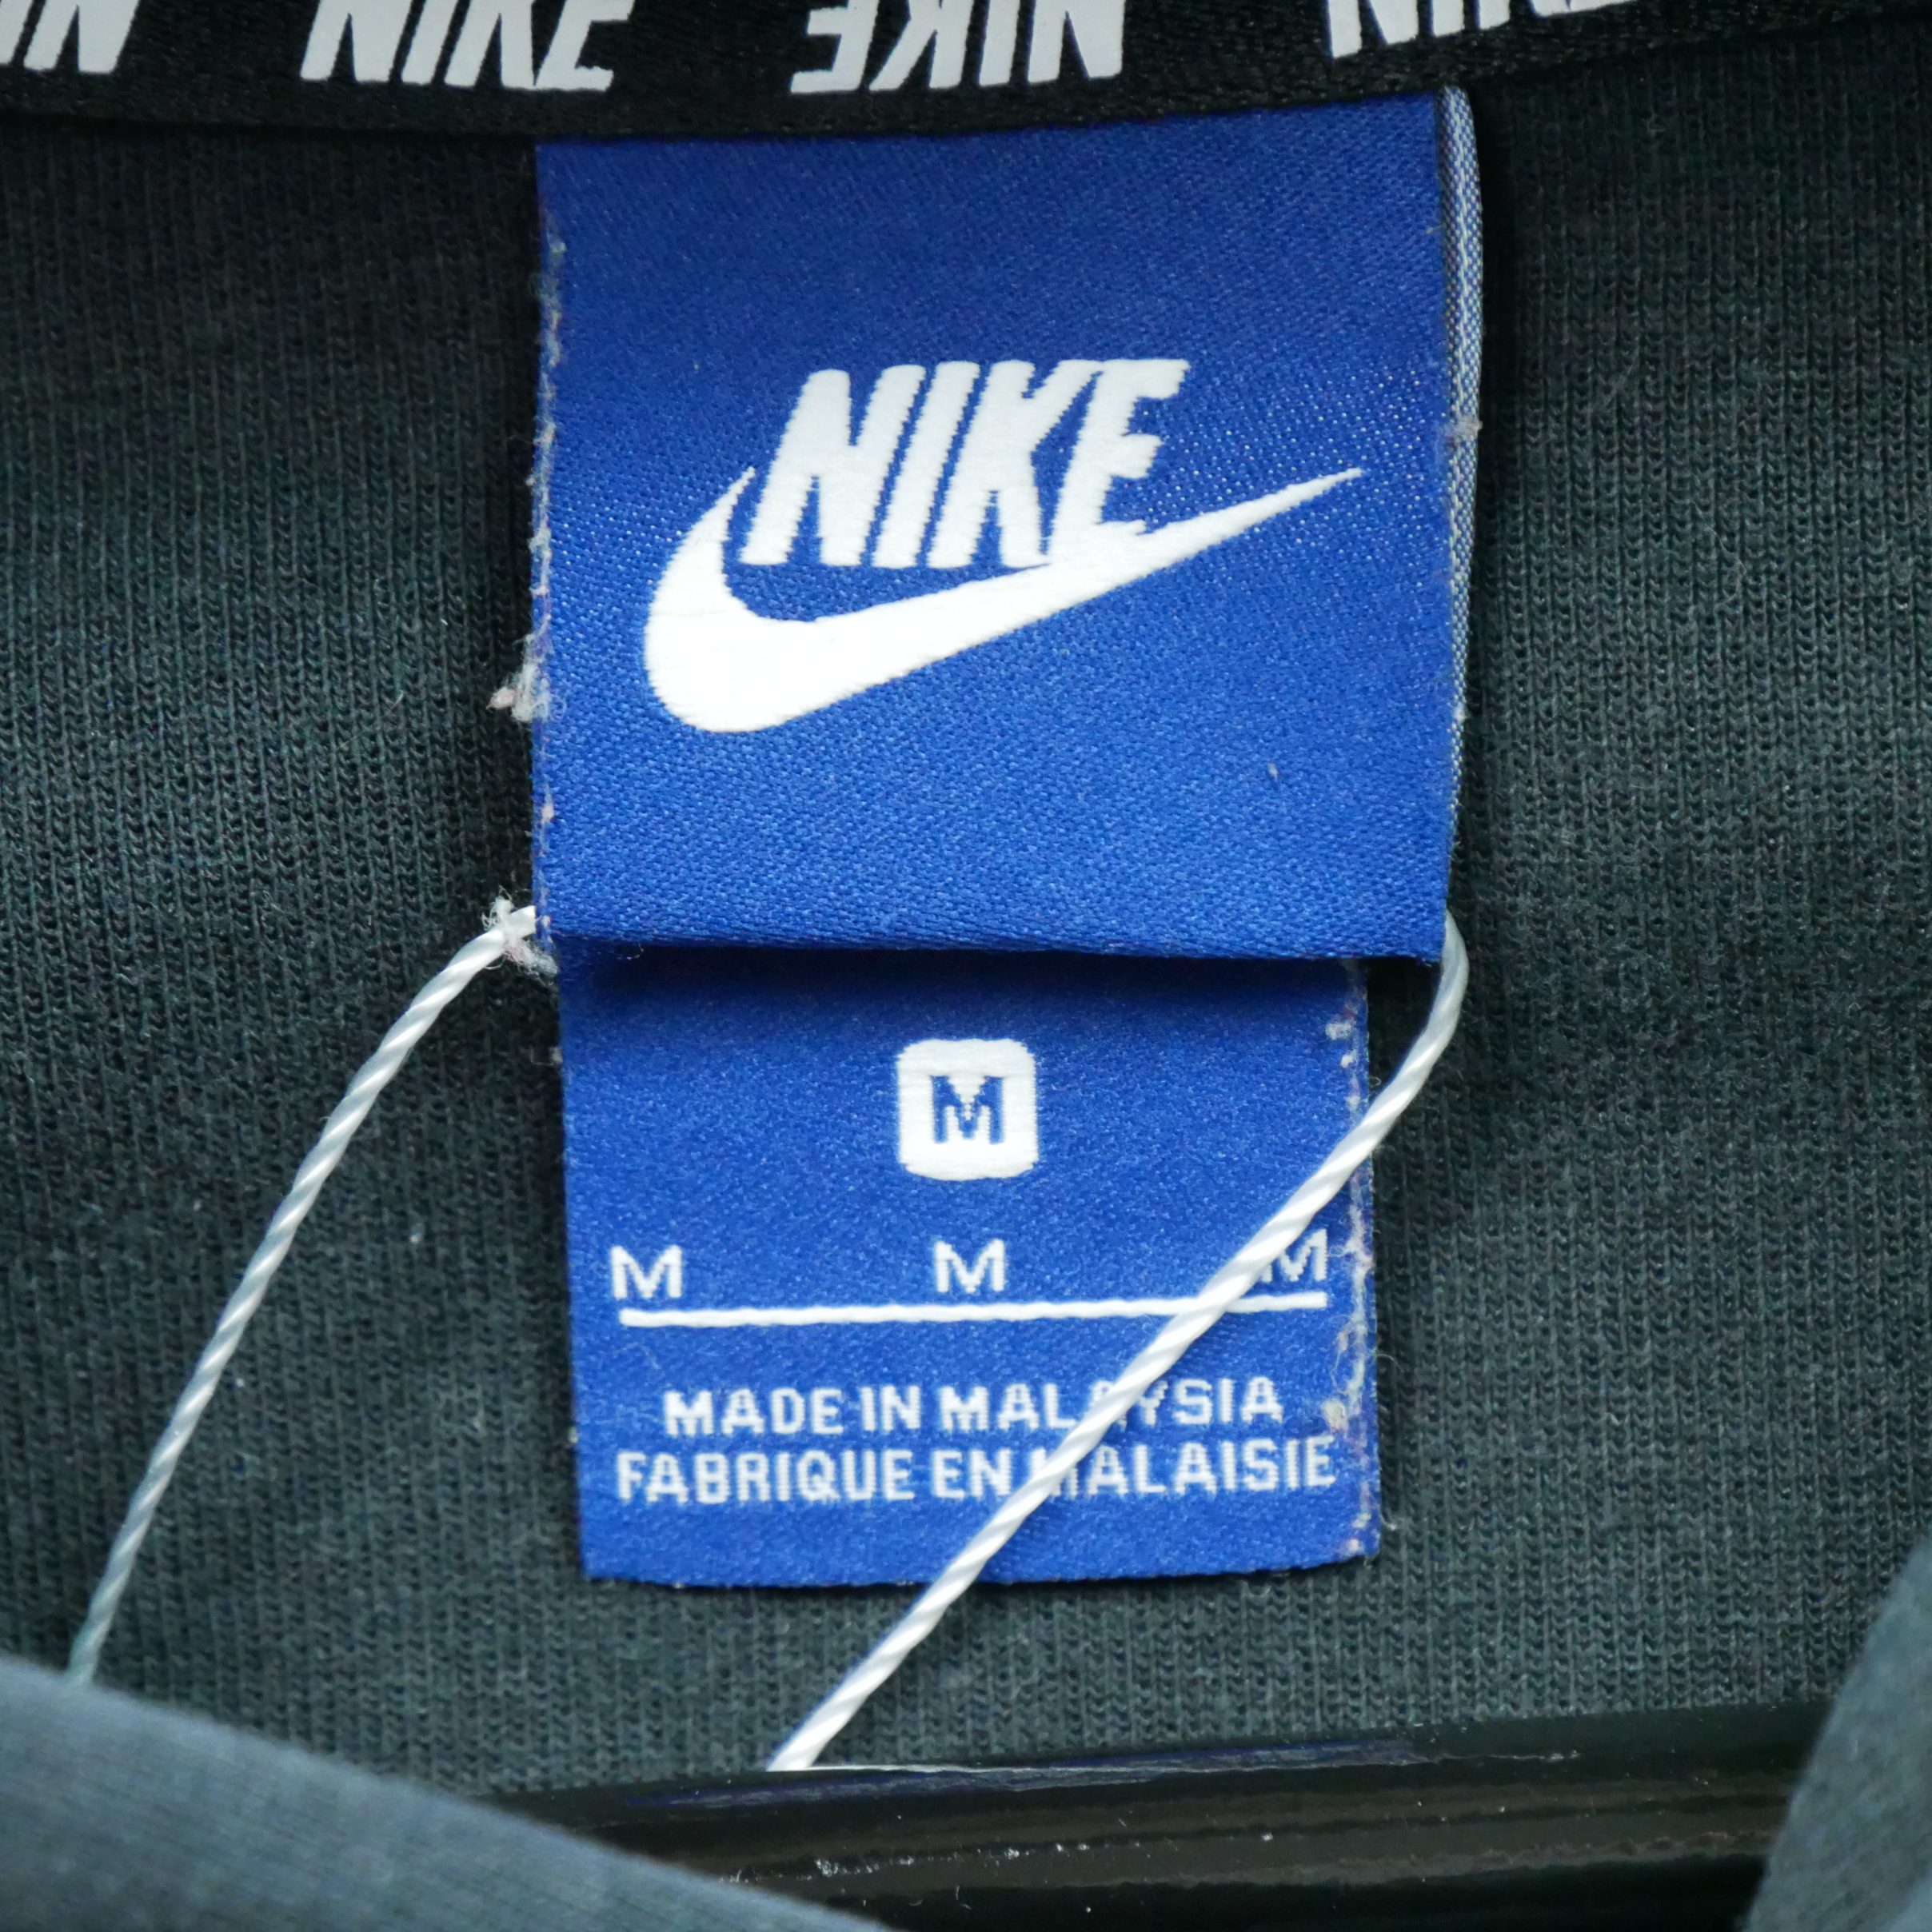 NIKE
NIKE
M
M M M
MADE IN MALAYSIA
FABRIQUE EN MALAISIE